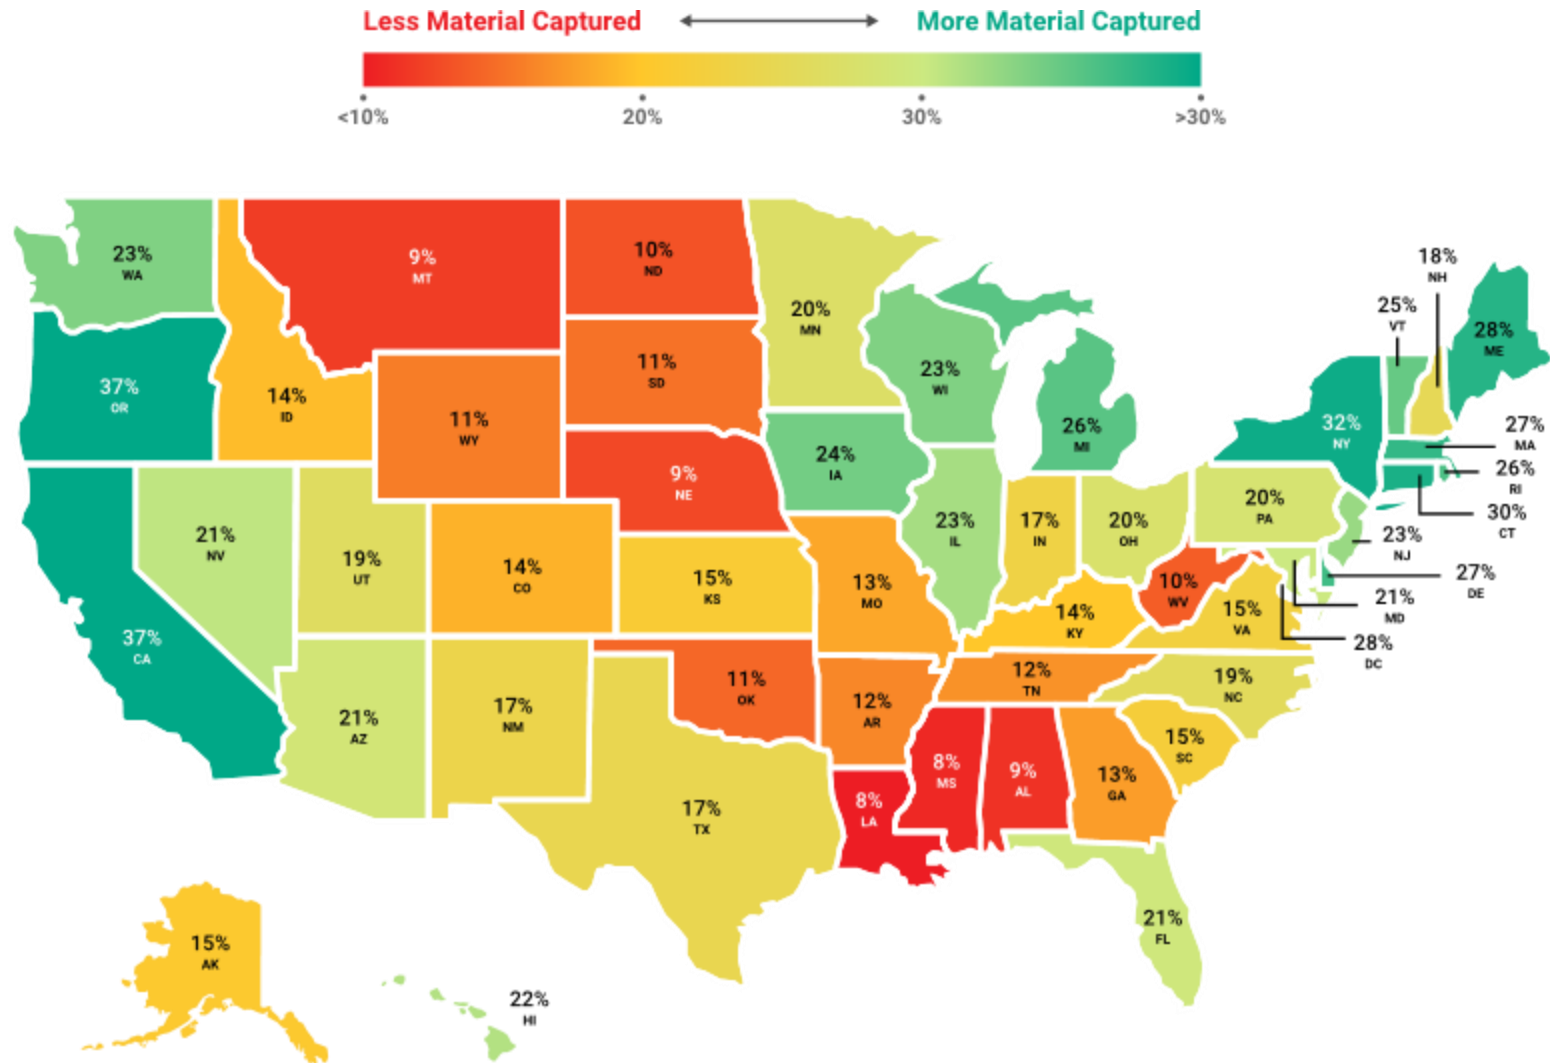 Less Material Captured More Material Captured
<10% 20% 30% >30%
23%
WA
37%
OR
14%
ID
9%
MT
10%
ND
20%
MN
11%
SD
11%
WY
9%
NE
24%
IA
23%
WI
26%
MI
18%
NH
25%
VT
28%
ME
32%
NY
27%
MA
26%
RI
30%
CT
23%
NJ
27%
DE
21%
MD
28%
DC
20%
PA
20%
OH
17%
IN
23%
IL
21%
NV
19%
UT
14%
CO
15%
KS
13%
MO
14%
KY
10%
WV
15%
VA
37%
CA
21%
AZ
17%
NM
11%
OK
12%
AR
12%
TN
19%
NC
15%
SC
13%
GA
9%
AL
8%
MS
8%
LA
17%
TX
21%
FL
15%
AK
22%
HI